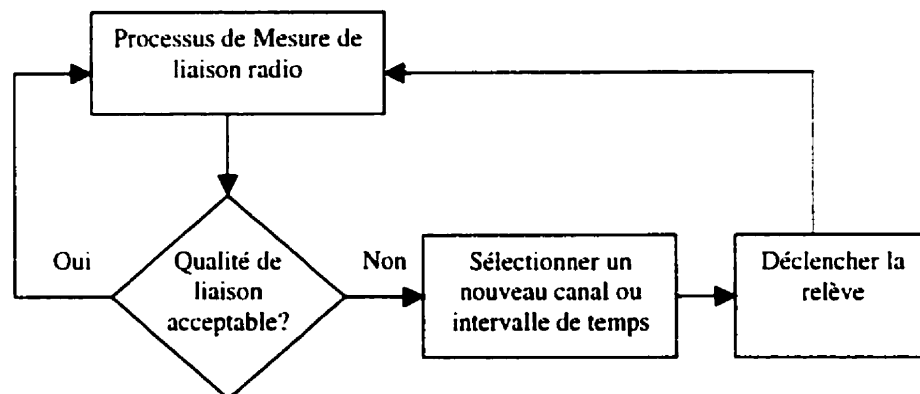 Processus de Mesure de
liaison radio
Oui
Qualité de
liaison
acceptable?
Non
Sélectionner un
nouveau canal ou
intervalle de temps
Déclencher la
relève